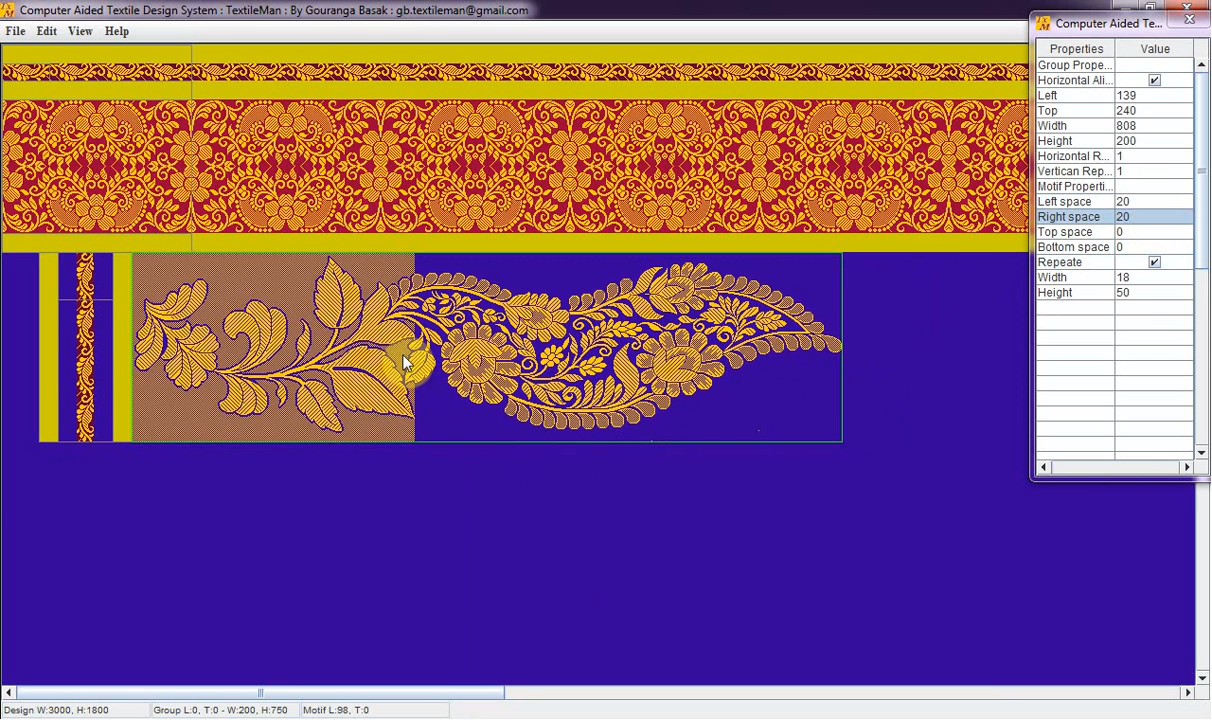 Computer Aided Textile Design System : TextileMan : By Gouranga Basak : gb.textileman@gmail.com
File Edit View Help
Computer Aided Te...
Properties Value
Group Prope...
Horizontal Ali...
Left 139
Top 240
Width 808
Height 200
Horizontal R... 1
Vertican Rep... 1
Motif Properti...
Left space 20
Right space 20
Top space 0
Bottom space 0
Repeate
Width 18
Height 50
Design W:3000, H:1800 Group L:0, T:0 - W:200, H:750 Motif L:98, T:0